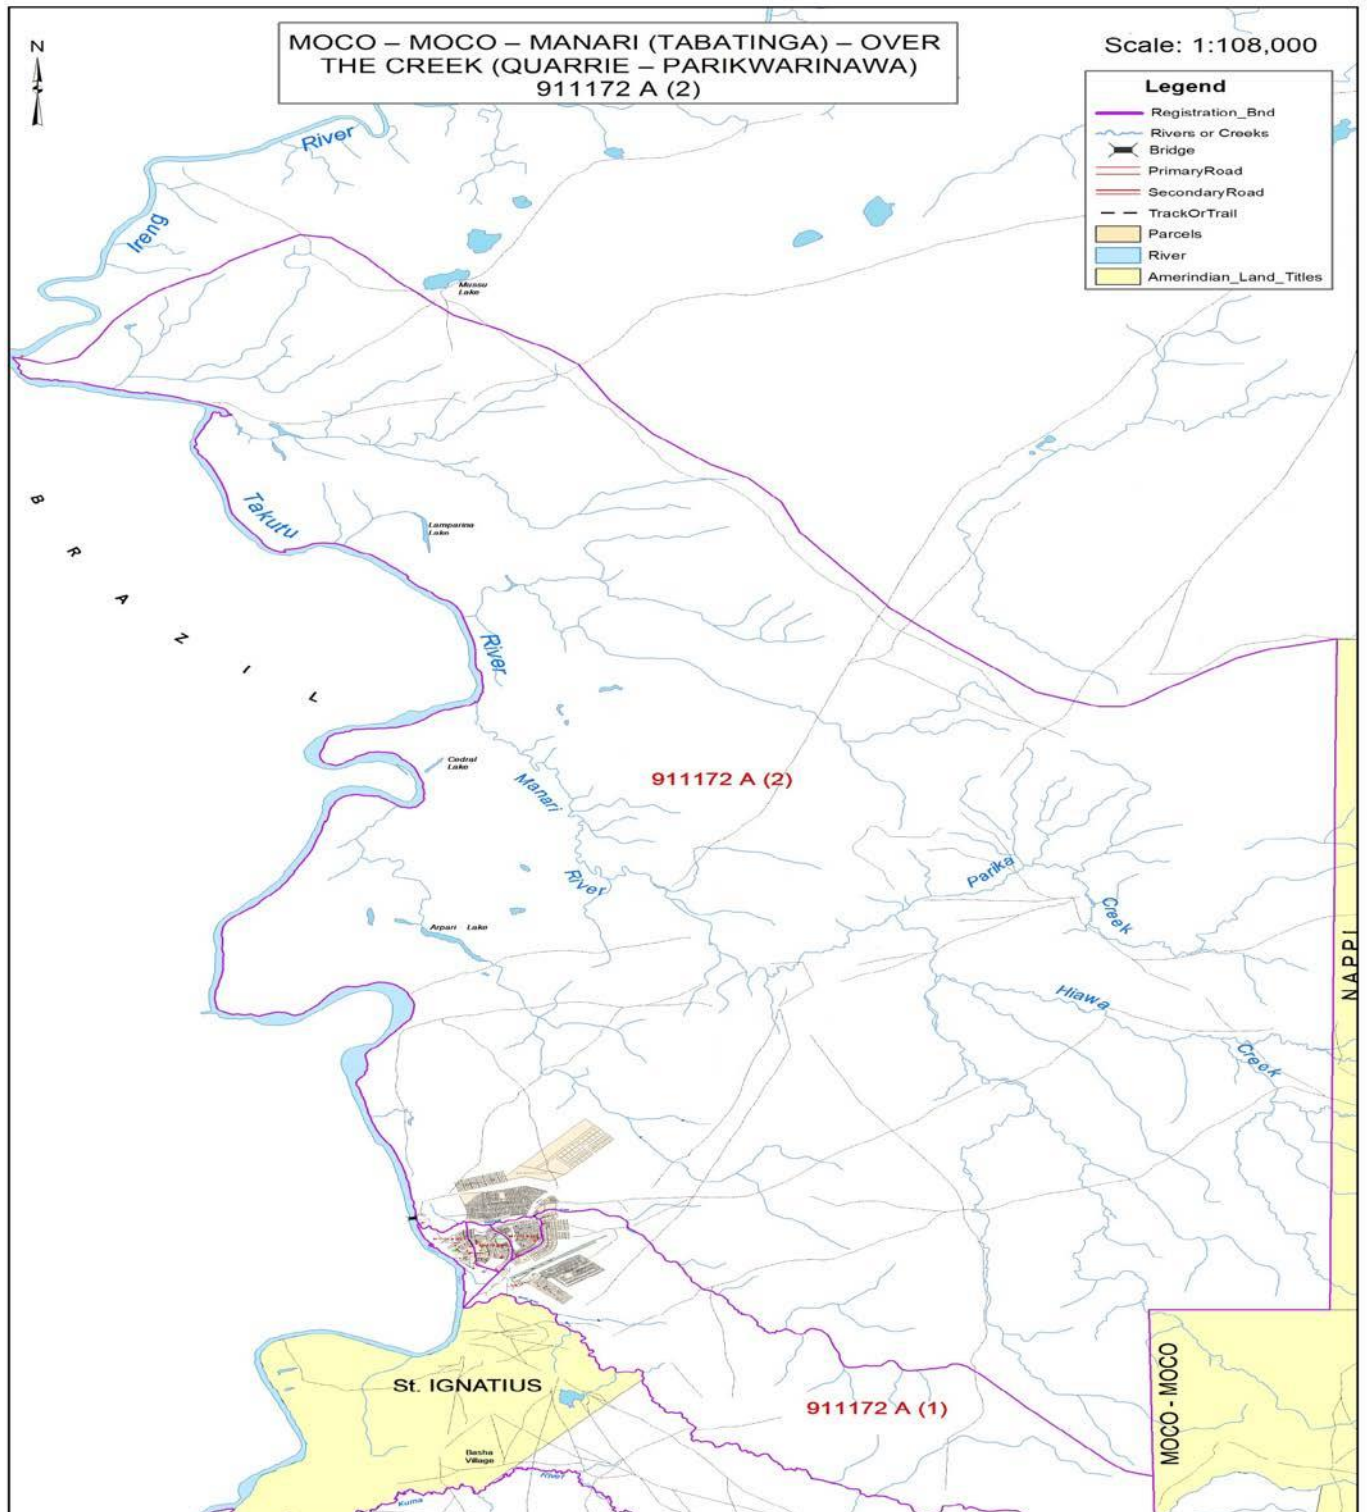 N
MOCO – MOCO – MANARI (TABATINGA) – OVER
THE CREEK (QUARRIE – PARIKWARINAWA)
911172 A (2)
Scale: 1:108,000
Legend
Registration_Bnd
Rivers or Creeks
Bridge
PrimaryRoad
SecondaryRoad
TrackOrTrail
Parcels
River
Amerindian_Land_Titles
Ireng
River
Mussu
Lake
BRAZIL
Takutu
River
Lamparina
Lake
Cedral
Lake
Manari
River
911172 A (2)
Parika
Creek
Arpari Lake
Hiawa
Creek
NAPPI
St. IGNATIUS
911172 A (1)
MOCO - MOCO
Basha
Village
Kuma
River